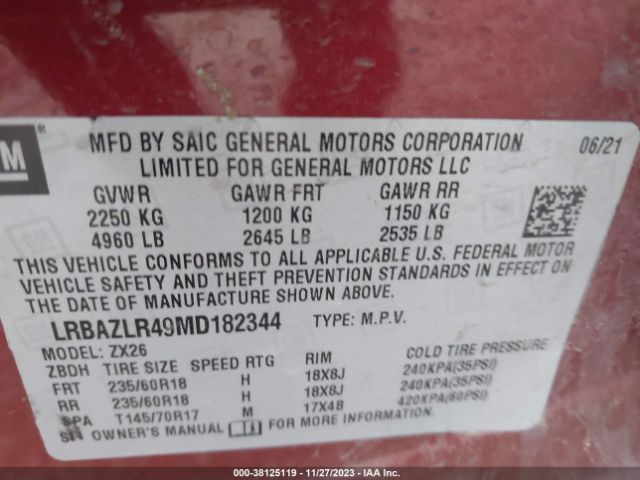 M ®
MFD BY SAIC GENERAL MOTORS CORPORATION 06/21
LIMITED FOR GENERAL MOTORS LLC
GVWR GAWR FRT GAWR RR
2250 KG 1200 KG 1150 KG
4960 LB 2645 LB 2535 LB
THIS VEHICLE CONFORMS TO ALL APPLICABLE U.S. FEDERAL MOTOR
VEHICLE SAFETY AND THEFT PREVENTION STANDARDS IN EFFECT ON
THE DATE OF MANUFACTURE SHOWN ABOVE.
LRBAZLR49MD182344 TYPE: M.P.V.
MODEL: ZX26
ZBDH TIRE SIZE SPEED RTG RIM COLD TIRE PRESSURE
FRT 235/60R18 H 18X8J 240KPA(35PSI)
RR 235/60R18 H 18X8J 240KPA(35PSI)
SPA T145/70R17 M 17X4B 420KPA(60PSI)
OWNER'S MANUAL FOR MORE INFORMATION.
000-38125119 - 11/27/2023 - IAA Inc.